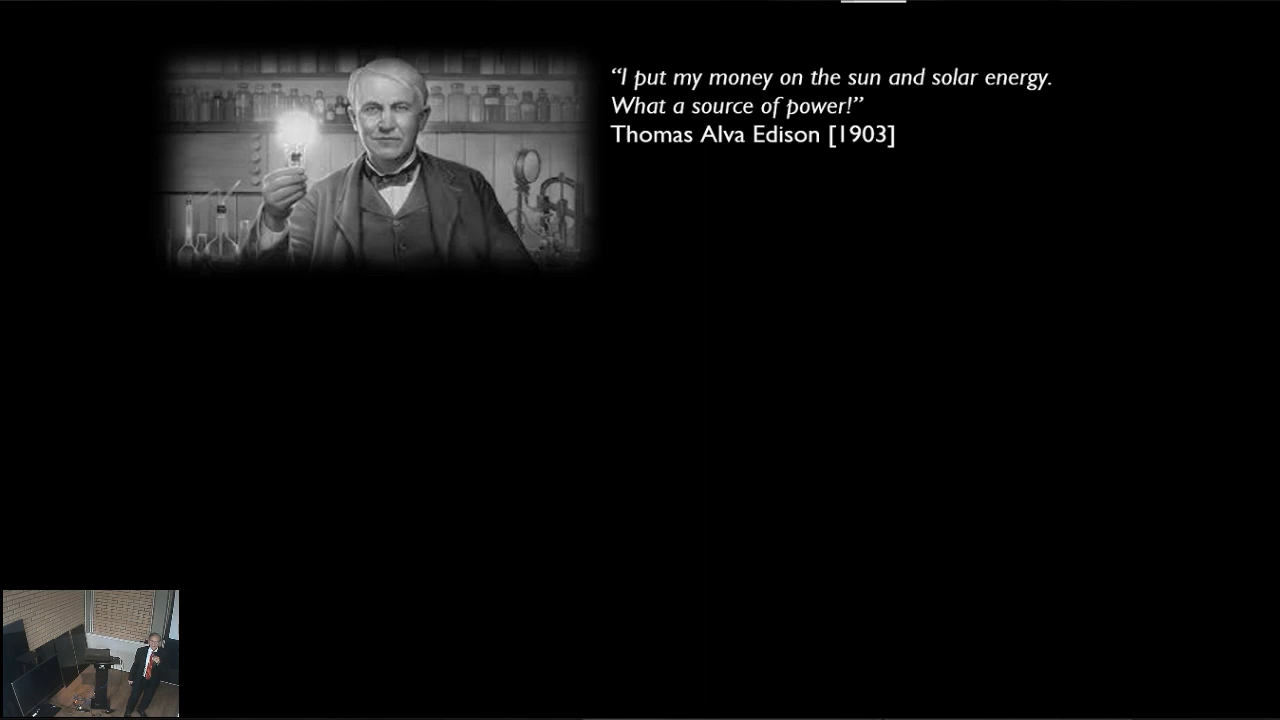 “I put my money on the sun and solar energy.
What a source of power!”
Thomas Alva Edison [1903]